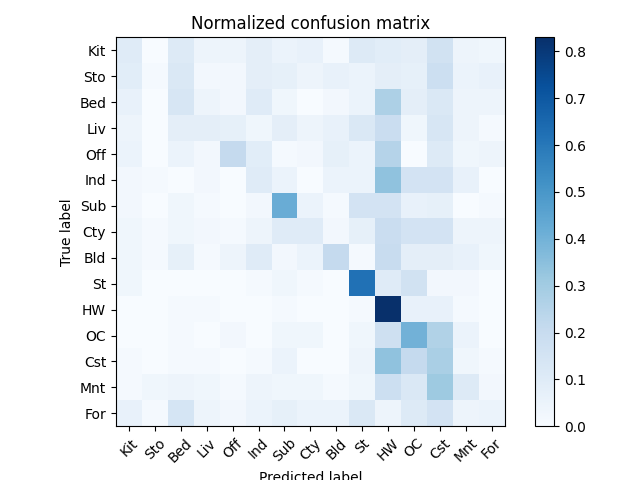 Normalized confusion matrix
Kit
Sto
Bed
Liv
Off
Ind
Sub
Cty
Bld
St
HW
OC
Cst
Mnt
For
True label
Kit Sto Bed Liv Off Ind Sub Cty Bld St HW OC Cst Mnt For
Predicted label
0.8
0.7
0.6
0.5
0.4
0.3
0.2
0.1
0.0